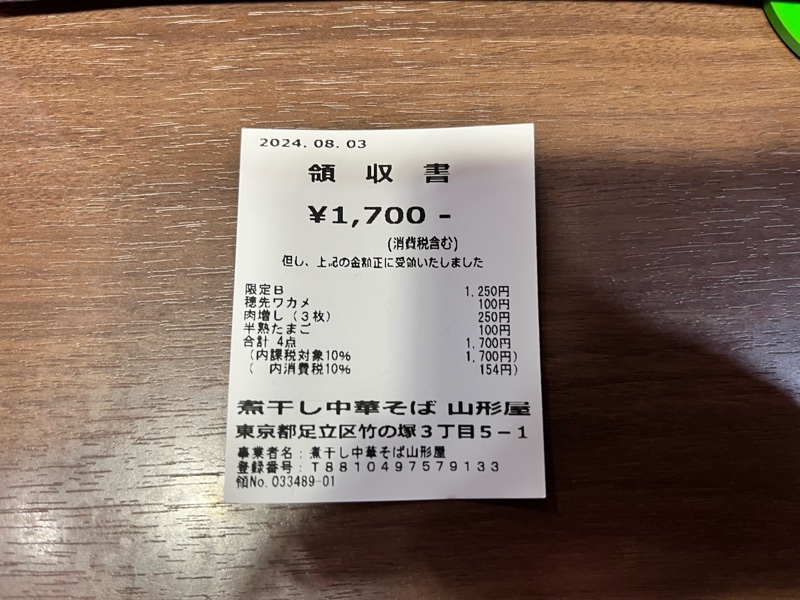 2024.08.03
領収書
¥1,700-
(消費税含む)
但し、上記の金額正に受領いたしました
限定B 1,250円
穂先ワカメ 100円
肉増し（3枚） 250円
半熟たまご 100円
合計 4点 1,700円
（内課税対象10% 1,700円）
（ 内消費税10% 154円）
煮干し中華そば 山形屋
東京都足立区竹の塚3丁目5-1
事業者名：煮干し中華そば山形屋
登録番号：T8810497579133
領No.033489-01